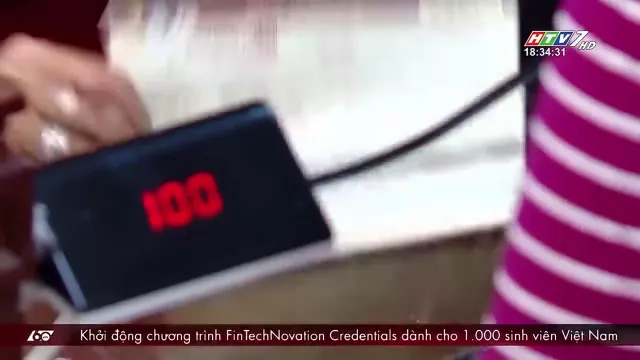 HTV7 HD
18:34:31
100
60 Khởi động chương trình FinTechNovation Credentials dành cho 1.000 sinh viên Việt Nam